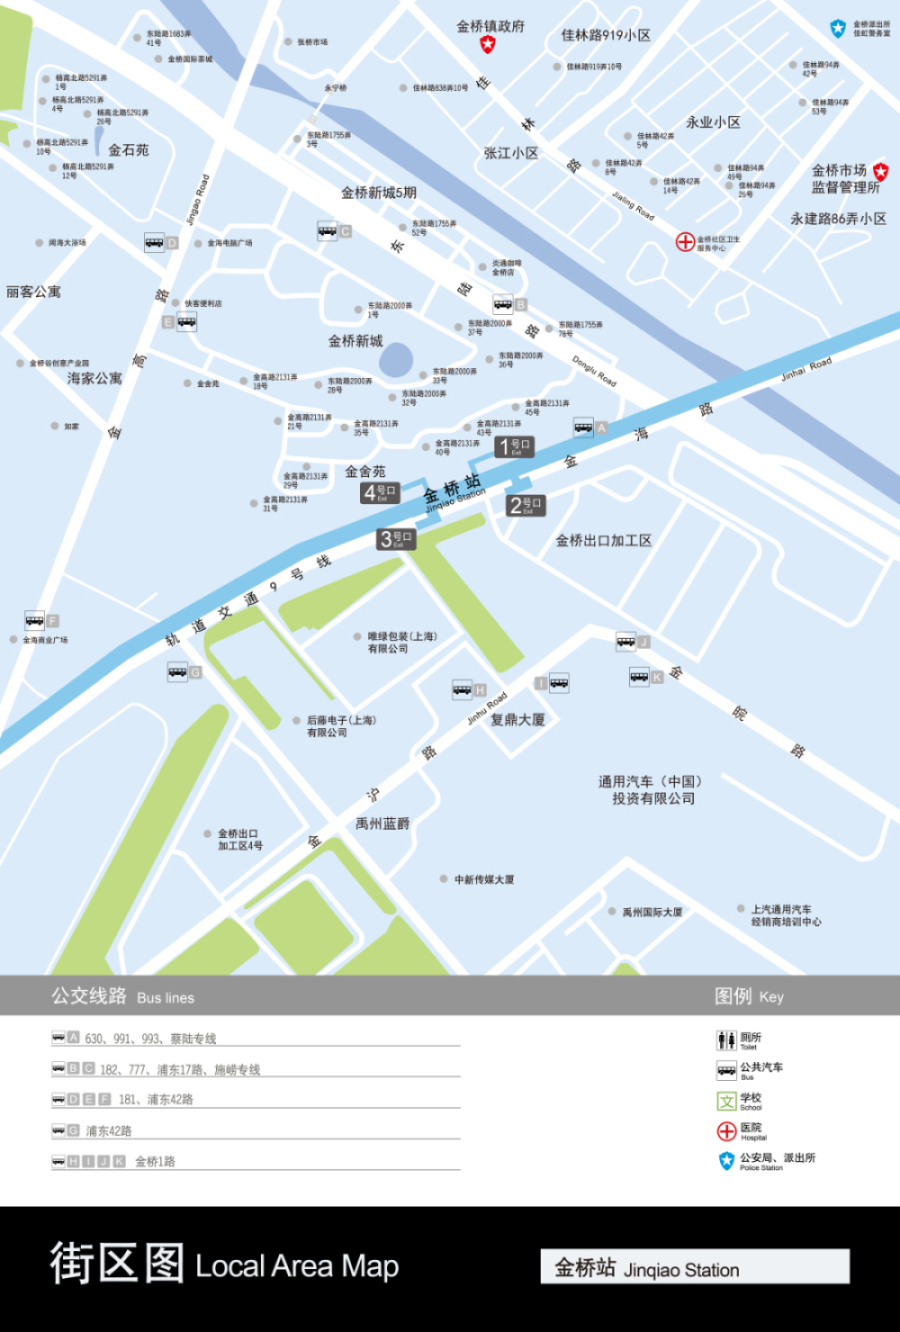 东陆路1683弄
41号
金桥国际茶城
张桥市场
金桥镇政府
佳林路919小区
金桥派出所
佳虹警务室
杨高北路5291弄
1号
杨高北路5291弄
4号
杨高北路5291弄
26号
杨高北路5291弄
10号
杨高北路5291弄
12号
金石苑
永宁桥
佳林路838弄10号
佳林路919弄10号
佳林路94弄
42号
佳林路94弄
53号
东陆路1755弄
3号
佳林路
张江小区
永业小区
佳林路42弄
5号
佳林路42弄
8号
佳林路42弄
14号
佳林路94弄
49号
佳林路94弄
25号
金桥市场
监督管理所
永建路86弄小区
Jialing Road
金桥社区卫生
服务中心
Jingao Road
金桥新城5期
闽海大浴场
D
金海电脑广场
C
东陆路1755弄
52号
炎通咖啡
金桥店
丽客公寓
快客便利店
E
东陆路2000弄
1号
B
东陆路
东陆路2000弄
37号
东陆路1755弄
78号
金桥新城
金桥谷创意产业园
海家公寓
金舍苑
金高路2131弄
18号
东陆路2000弄
28号
东陆路2000弄
33号
东陆路2000弄
32号
东陆路2000弄
36号
Donglu Road
Jinhai Road
金高路
如家
金高路2131弄
21号
金高路2131弄
35号
金高路2131弄
45号
金高路2131弄
43号
金高路2131弄
40号
A
金海路
1号口
Exit
金高路2131弄
29号
金舍苑
金高路2131弄
31号
4号口
Exit
金桥站
Jinqiao Station
2号口
Exit
3号口
Exit
金桥出口加工区
轨道交通9号线
F
金海商业广场
G
唯绿包装(上海)
有限公司
J
K
H
I
Jinhu Road
复鼎大厦
金皖路
后藤电子(上海)
有限公司
金沪路
通用汽车（中国）
投资有限公司
禹州蓝爵
金桥出口
加工区4号
中新传媒大厦
禹州国际大厦
上汽通用汽车
经销商培训中心
公交线路 Bus lines
图例 Key
A 630、991、993、蔡陆专线
B C 182、777、浦东17路、施崂专线
D E F 181、浦东42路
G 浦东42路
H I J K 金桥1路
厕所
Toilet
公共汽车
Bus
文 学校
School
医院
Hospital
公安局、派出所
Police Station
街区图 Local Area Map
金桥站 Jinqiao Station